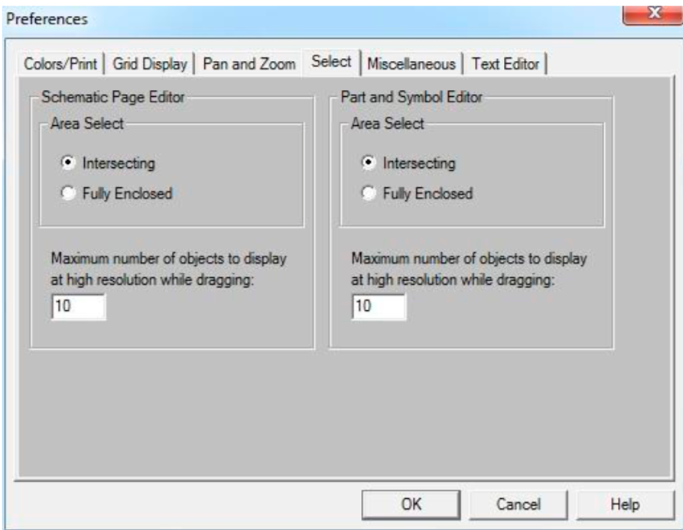 Preferences
Colors/Print Grid Display Pan and Zoom Select Miscellaneous Text Editor
Schematic Page Editor
Area Select
Intersecting
Fully Enclosed
Maximum number of objects to display
at high resolution while dragging:
10
Part and Symbol Editor
Area Select
Intersecting
Fully Enclosed
Maximum number of objects to display
at high resolution while dragging:
10
OK Cancel Help